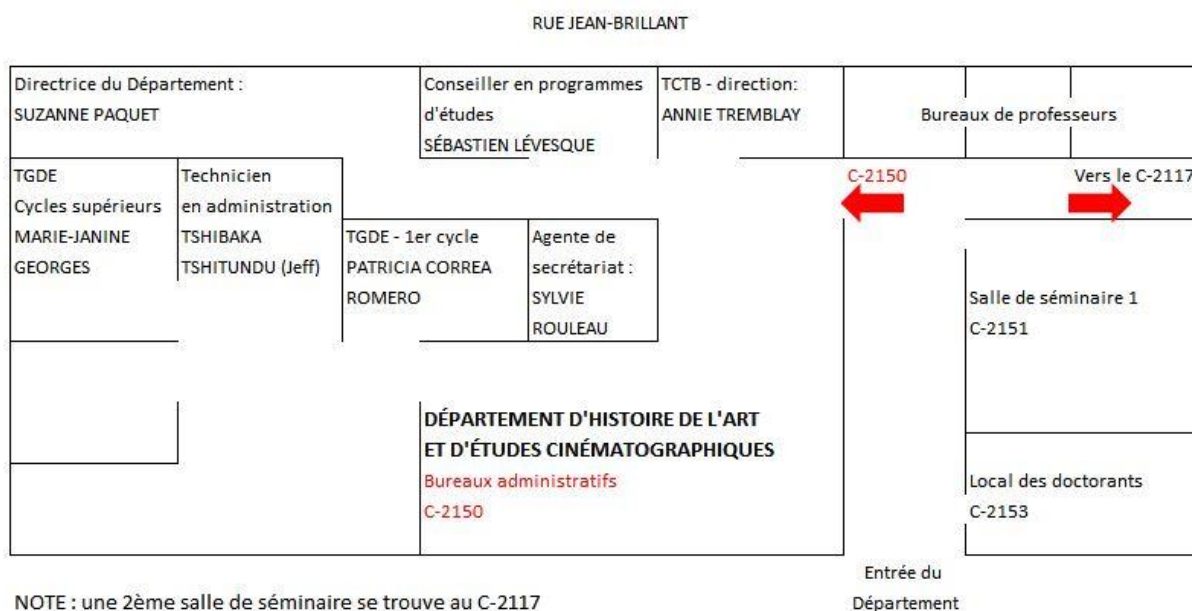 RUE JEAN-BRILLANT
Directrice du Département :
SUZANNE PAQUET
Conseiller en programmes
d'études
SÉBASTIEN LÉVESQUE
TCTB - direction:
ANNIE TREMBLAY
Bureaux de professeurs
TGDE
Cycles supérieurs
MARIE-JANINE
GEORGES
Technicien
en administration
TSHIBAKA
TSHITUNDU (Jeff)
TGDE - 1er cycle
PATRICIA CORREA
ROMERO
Agente de
secrétariat :
SYLVIE
ROULEAU
C-2150
Vers le C-2117
Salle de séminaire 1
C-2151
DÉPARTEMENT D'HISTOIRE DE L'ART
ET D'ÉTUDES CINÉMATOGRAPHIQUES
Bureaux administratifs
C-2150
Local des doctorants
C-2153
Entrée du
Département
NOTE : une 2ème salle de séminaire se trouve au C-2117